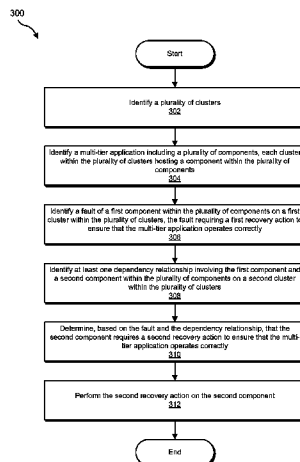 300
Start
Identify a plurality of clusters
302
Identify a multi-tier application including a plurality of components, each cluster
within the plurality of clusters hosting a component within the plurality of
components
304
Identify a fault of a first component within the plurality of components on a first
cluster within the plurality of clusters, the fault requiring a first recovery action to
ensure that the multi-tier application operates correctly
306
Identify at least one dependency relationship involving the first component and
a second component within the plurality of components on a second cluster
within the plurality of clusters
308
Determine, based on the fault and the dependency relationship, that the
second component requires a second recovery action to ensure that the multi-
tier application operates correctly
310
Perform the second recovery action on the second component
312
End